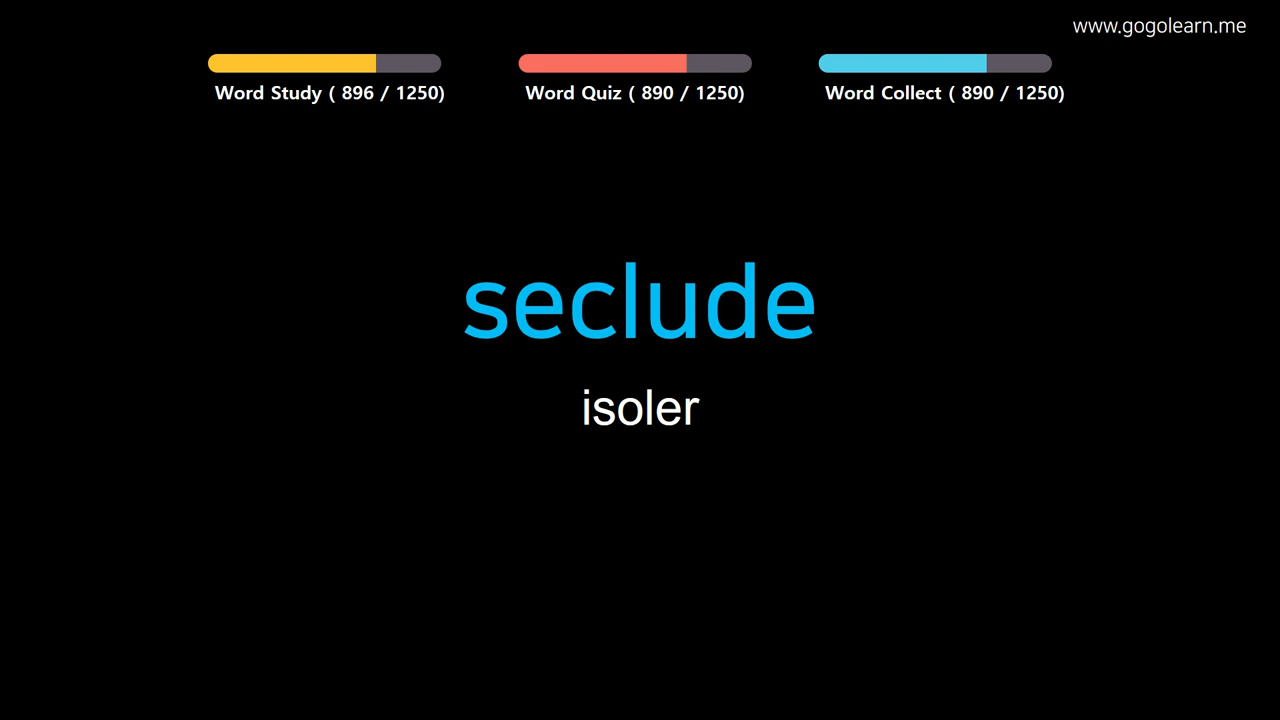 www.gogolearn.me
Word Study ( 896 / 1250)
Word Quiz ( 890 / 1250)
Word Collect ( 890 / 1250)
seclude
isoler